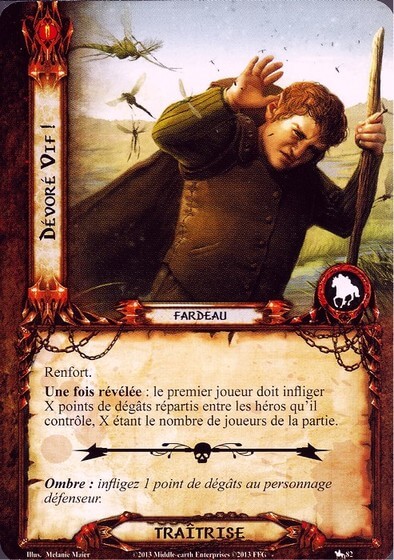 Dévoré Vif !
FARDEAU
Renfort.
Une fois révélée : le premier joueur doit infliger
X points de dégâts répartis entre les héros qu'il
contrôle, X étant le nombre de joueurs de la partie.
Ombre : infligez 1 point de dégâts au personnage
défenseur.
TRAÎTRISE
Illus. Melanie Maier ©2013 Middle-earth Enterprises ©2013 FFG 82